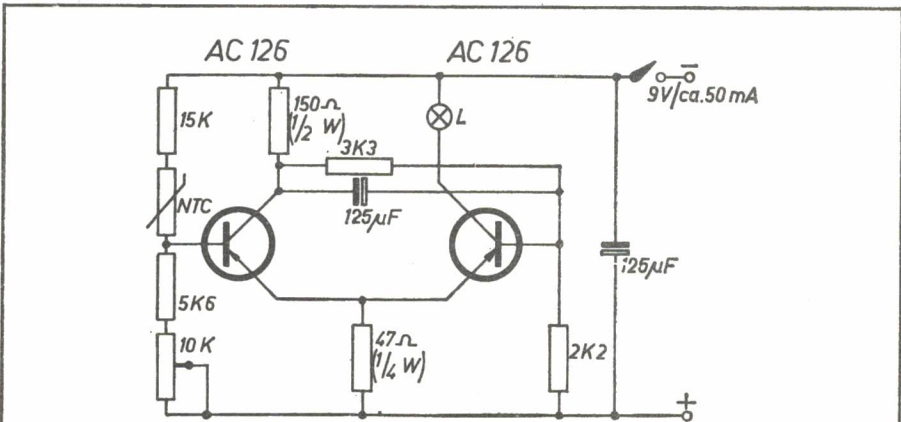 AC 126 AC 126
15K
150Ω
(1/2 W)
L
−
9V/ca.50 mA
3K3
NTC
125µF
125µF
5K6
10K
47Ω
(1/4 W)
2K2
+